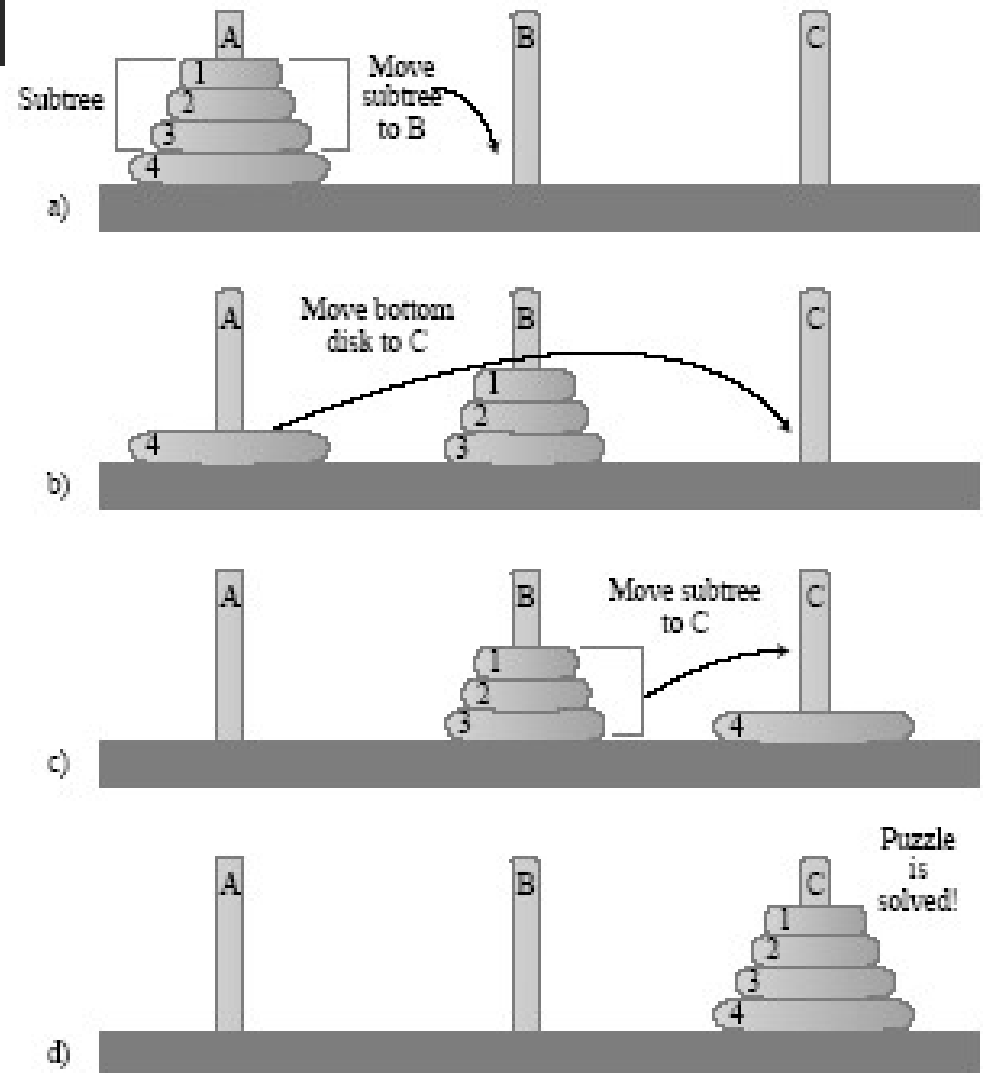 A
B
C
Subtree
1
2
3
4
Move
subtree
to B
a)
A
Move bottom
disk to C
B
C
4
1
2
3
b)
A
B
Move subtree
to C
C
1
2
3
4
c)
A
B
C
Puzzle
is
solved!
1
2
3
4
d)